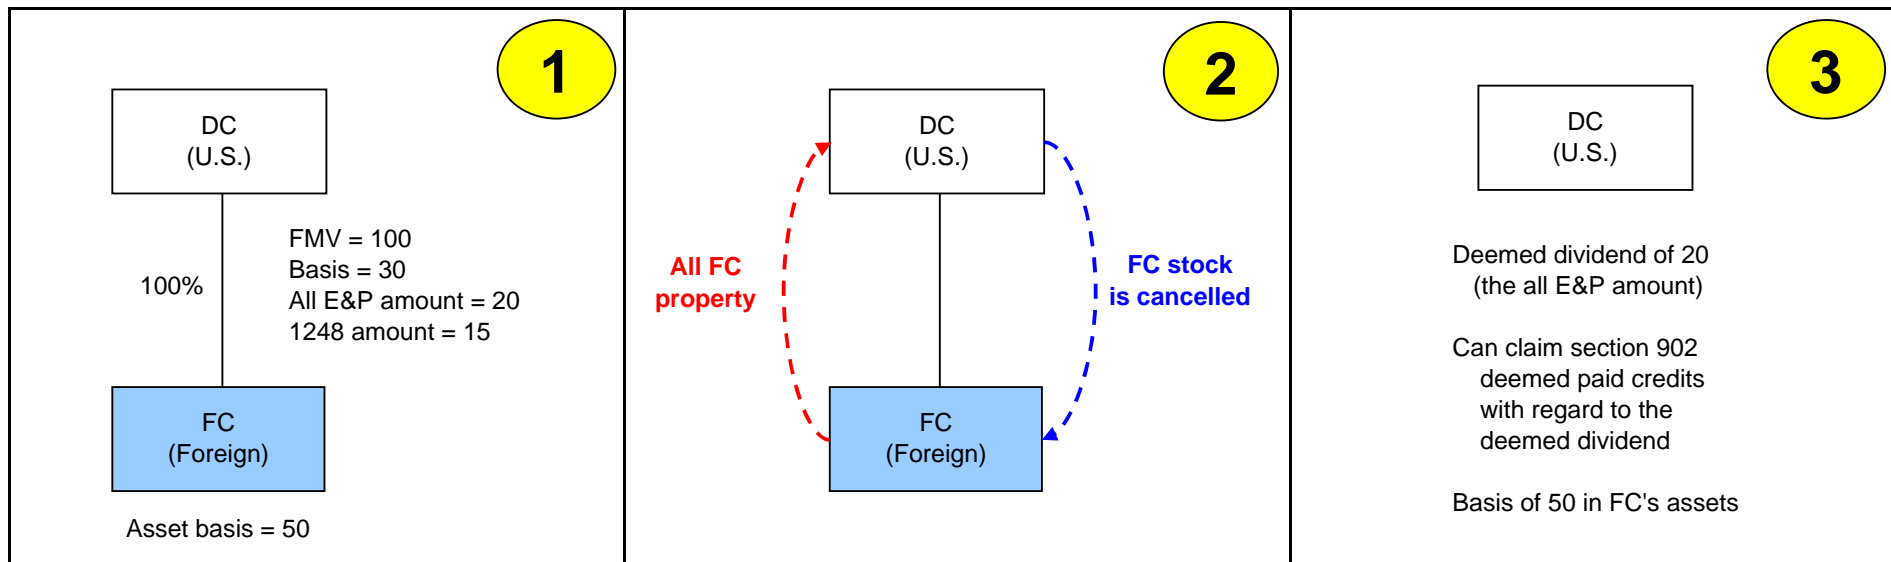 1
DC
(U.S.)
FMV = 100
Basis = 30
All E&P amount = 20
1248 amount = 15
100%
FC
(Foreign)
Asset basis = 50
2
DC
(U.S.)
All FC
property
FC stock
is cancelled
FC
(Foreign)
3
DC
(U.S.)
Deemed dividend of 20
(the all E&P amount)
Can claim section 902
deemed paid credits
with regard to the
deemed dividend
Basis of 50 in FC's assets